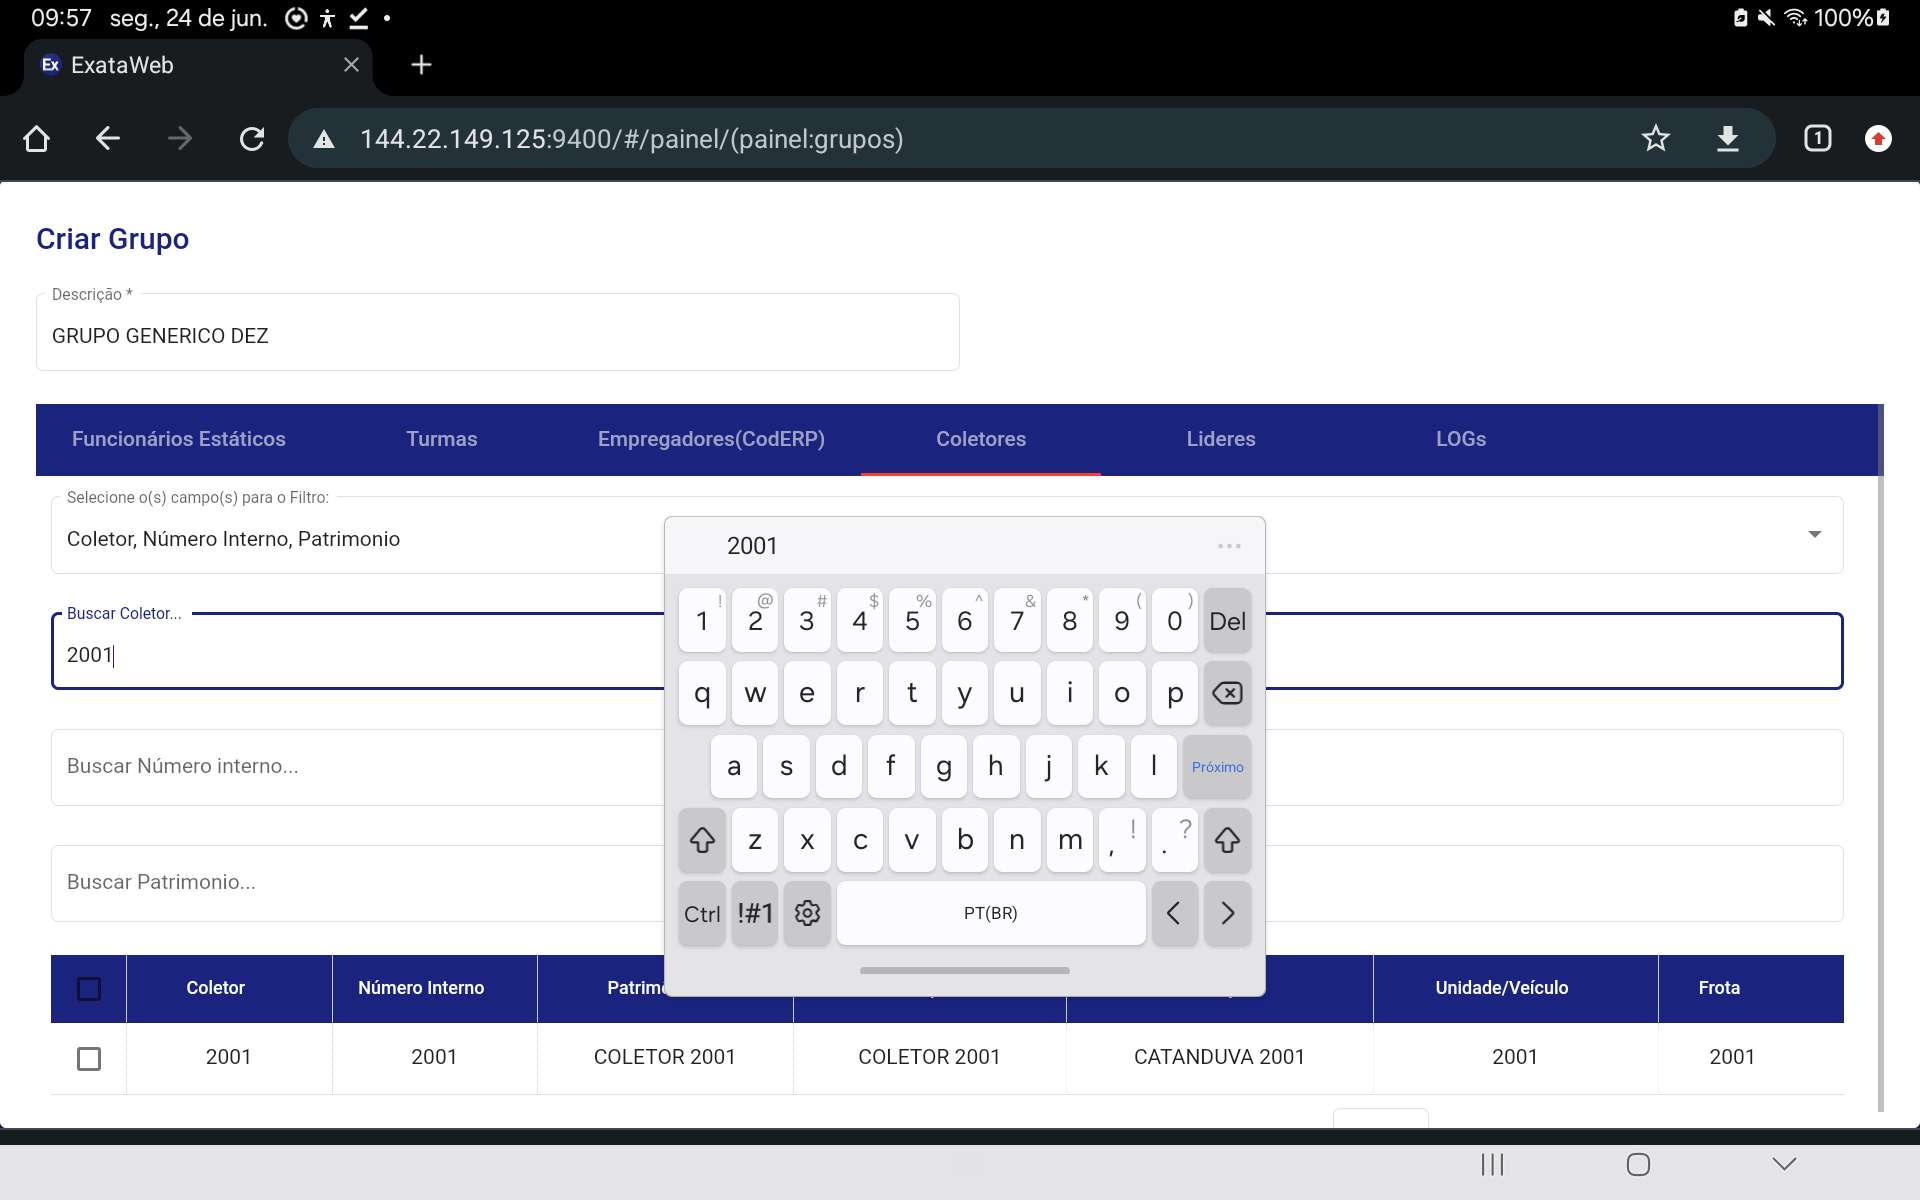 09:57 seg., 24 de jun. 100%
Ex ExataWeb
144.22.149.125:9400/#/painel/(painel:grupos)
1
Criar Grupo
Descrição *
GRUPO GENERICO DEZ
Funcionários Estáticos Turmas Empregadores(CodERP) Coletores Lideres LOGs
Selecione o(s) campo(s) para o Filtro:
Coletor, Número Interno, Patrimonio
Buscar Coletor...
2001
Buscar Número interno...
Buscar Patrimonio...
2001 ...
! @ # $ % ^ & * ( )
1 2 3 4 5 6 7 8 9 0 Del
q w e r t y u i o p
a s d f g h j k l Próximo
z x c v b n m , ! . ?
Ctrl !#1 PT(BR) < >
Coletor Número Interno Unidade/Veículo Frota
2001 2001 COLETOR 2001 COLETOR 2001 CATANDUVA 2001 2001 2001